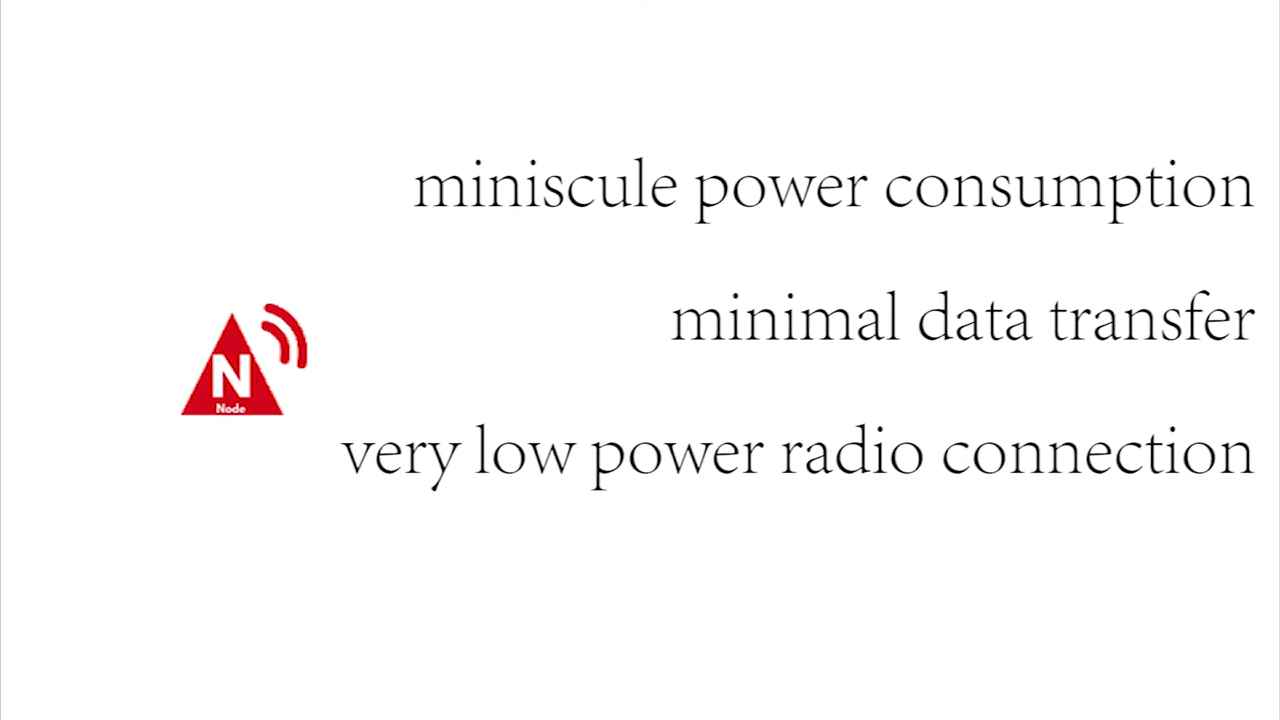 miniscule power consumption
minimal data transfer
N
Node
very low power radio connection